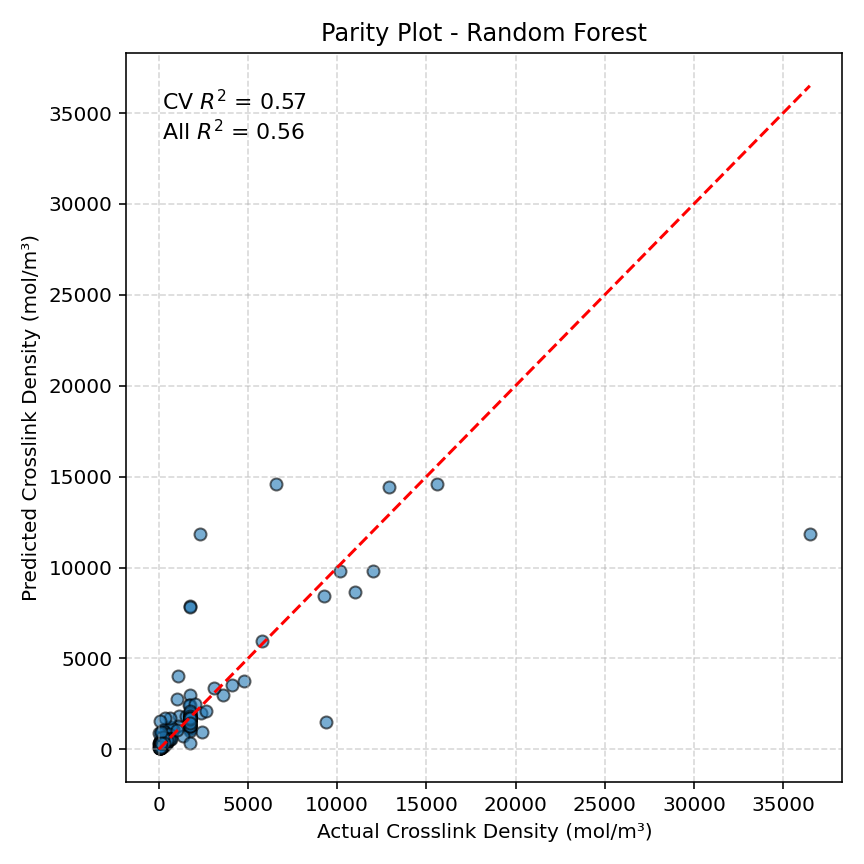 Parity Plot - Random Forest
CV R² = 0.57
All R² = 0.56
35000
30000
25000
20000
15000
10000
5000
0
Predicted Crosslink Density (mol/m³)
0 5000 10000 15000 20000 25000 30000 35000
Actual Crosslink Density (mol/m³)